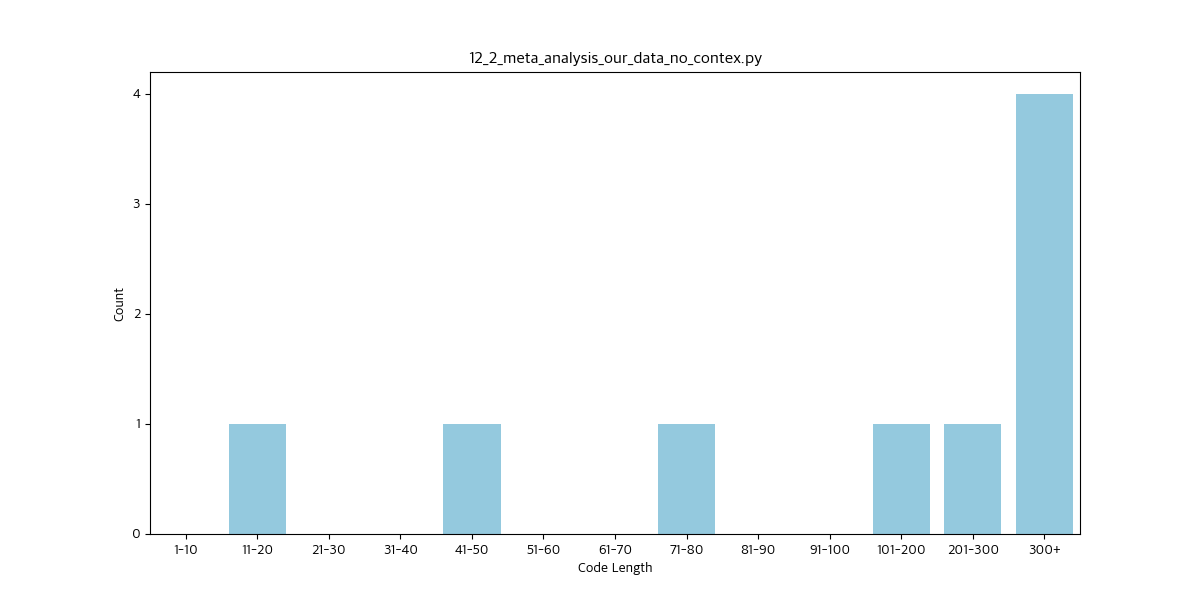 12_2_meta_analysis_our_data_no_contex.py
4
3
2
1
0
Count
1-10 11-20 21-30 31-40 41-50 51-60 61-70 71-80 81-90 91-100 101-200 201-300 300+
Code Length